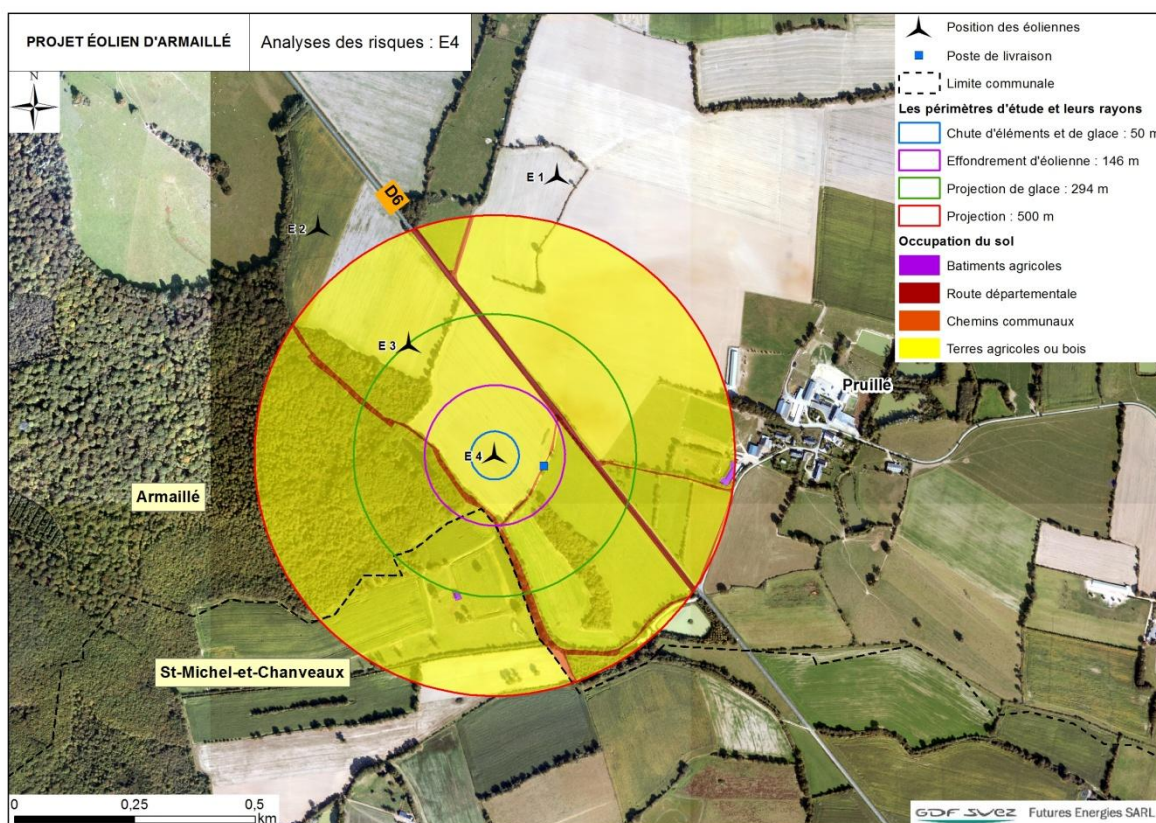 PROJET ÉOLIEN D'ARMAILLÉ
Analyses des risques : E4
N
Position des éoliennes
Poste de livraison
Limite communale
Les périmètres d'étude et leurs rayons
Chute d'éléments et de glace : 50 m
Effondrement d'éolienne : 146 m
Projection de glace : 294 m
Projection : 500 m
Occupation du sol
Batiments agricoles
Route départementale
Chemins communaux
Terres agricoles ou bois
E 1
D6
E 2
E 3
Pruillé
E 4
Armaillé
St-Michel-et-Chanveaux
0 0,25 0,5
km
GDF SUEZ Futures Energies SARL